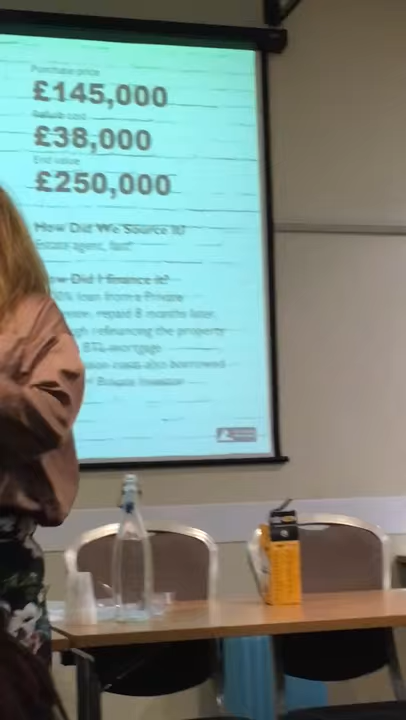 Purchase price
£145,000
cost
£38,000
End value
£250,000
How Did We Source It?
Estate agent, fast!
How Did I finance it?
loan from a Private
repaid 8 months later,
refinancing the property
BTL mortgage
costs also borrowed
Private Investor